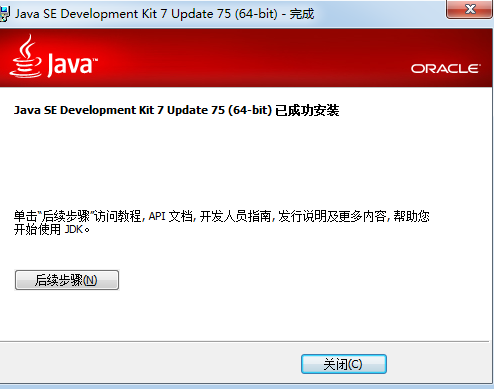 Java SE Development Kit 7 Update 75 (64-bit) - 完成
Java™
ORACLE
Java SE Development Kit 7 Update 75 (64-bit) 已成功安装
单击“后续步骤”访问教程, API 文档, 开发人员指南, 发行说明及更多内容, 帮助您
开始使用 JDK。
后续步骤(N)
关闭(C)